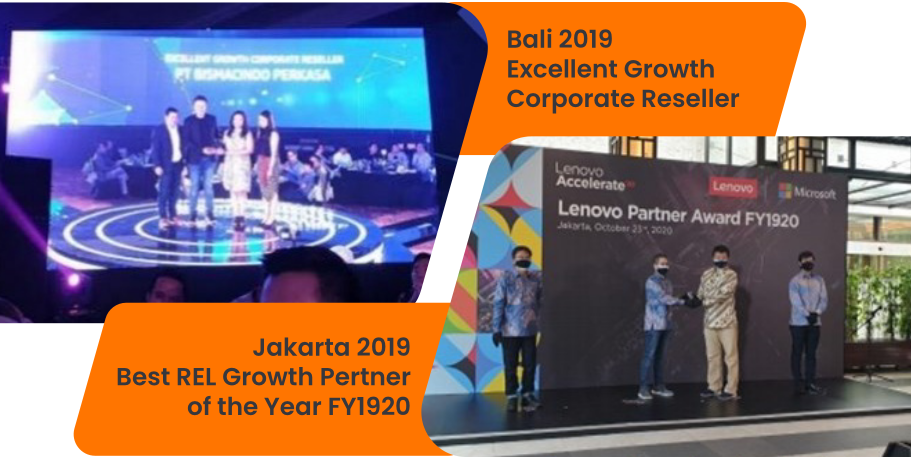 EXCELLENT GROWTH CORPORATE RESELLER
PT BISMACINDO PERKASA
Bali 2019
Excellent Growth
Corporate Reseller
Lenovo
Accelerate
Lenovo
Microsoft
Lenovo Partner Award FY1920
Jakarta, October 23rd, 2020
Jakarta 2019
Best REL Growth Pertner
of the Year FY1920